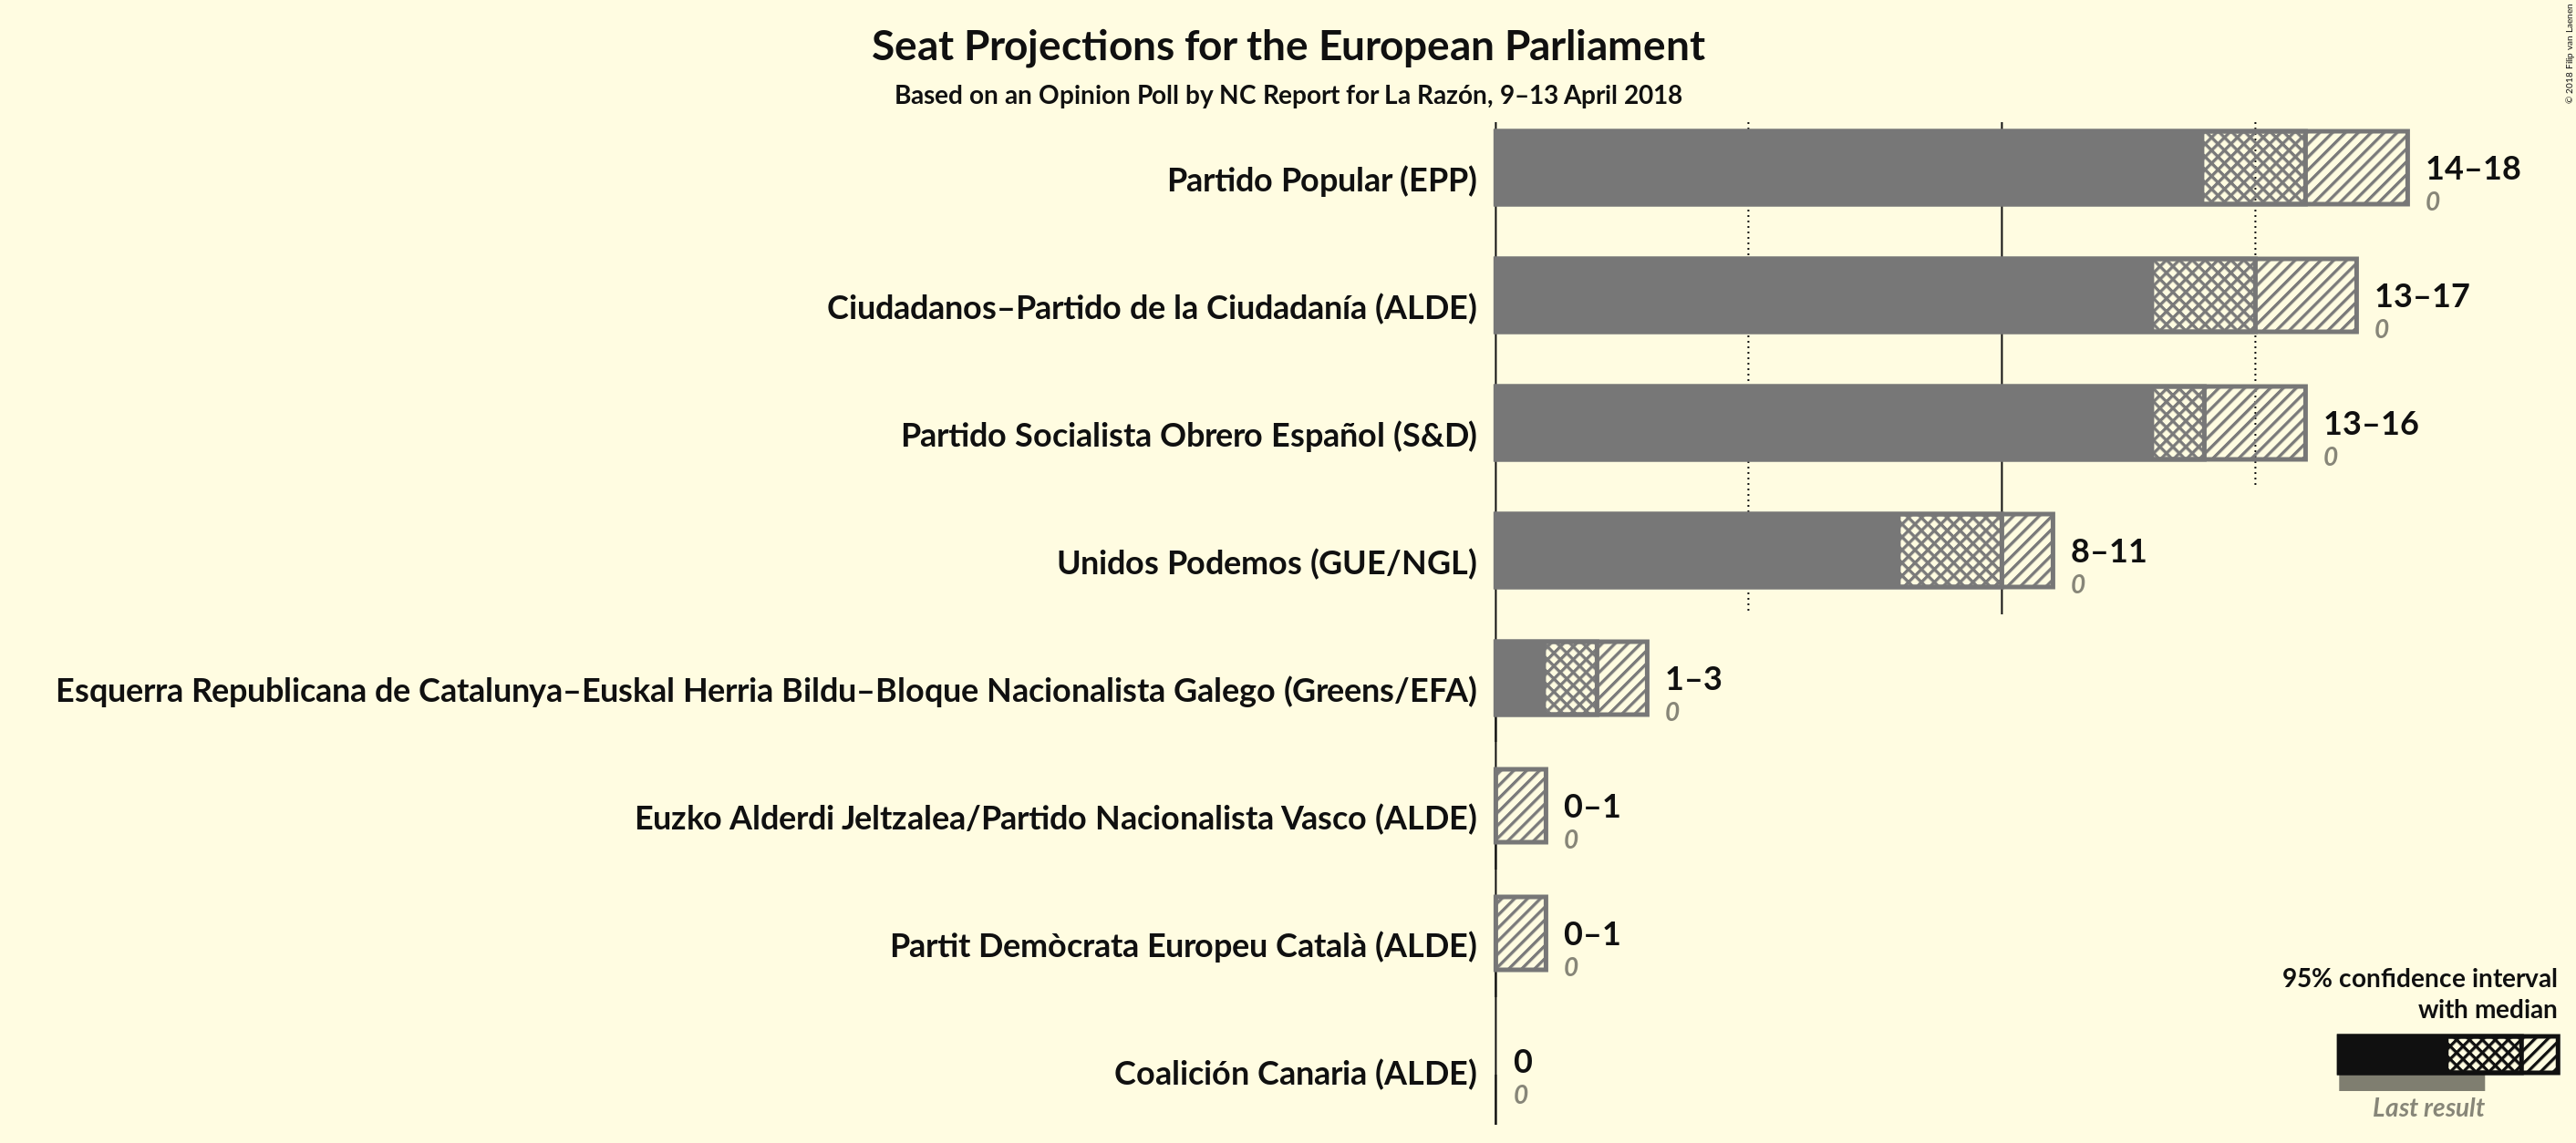 Seat Projections for the European Parliament
Based on an Opinion Poll by NC Report for La Razón, 9–13 April 2018
© 2018 Filip van Laenen
Partido Popular (EPP)
14–18
0
Ciudadanos–Partido de la Ciudadanía (ALDE)
13–17
0
Partido Socialista Obrero Español (S&D)
13–16
0
Unidos Podemos (GUE/NGL)
8–11
0
Esquerra Republicana de Catalunya–Euskal Herria Bildu–Bloque Nacionalista Galego (Greens/EFA)
1–3
0
Euzko Alderdi Jeltzalea/Partido Nacionalista Vasco (ALDE)
0–1
0
Partit Demòcrata Europeu Català (ALDE)
0–1
0
Coalición Canaria (ALDE)
0
0
95% confidence interval
with median
Last result